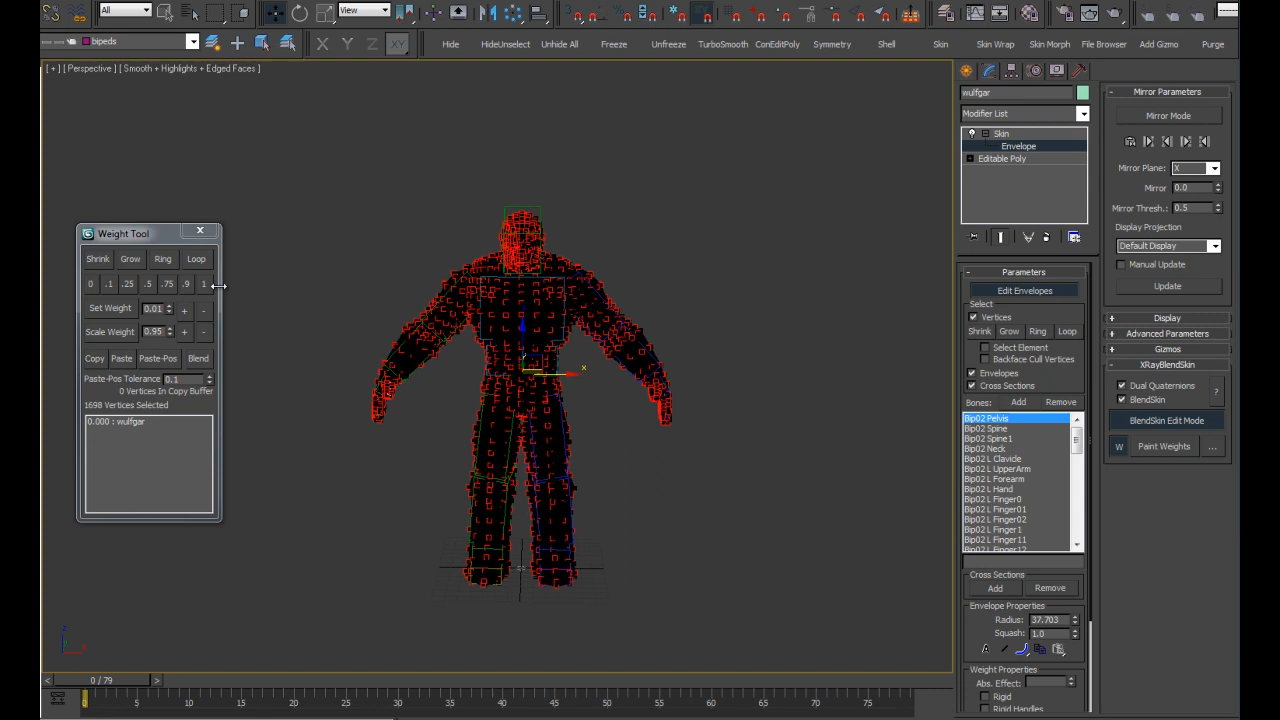 All
View
bipeds
X Y Z XY
Hide HideUnselect Unhide All Freeze Unfreeze TurboSmooth ConEditPoly Symmetry Shell Skin Skin Wrap Skin Morph File Browser Add Gizmo Purge
[ + ] [ Perspective ] [ Smooth + Highlights + Edged Faces ]
Weight Tool
Shrink Grow Ring Loop
0 .1 .25 .5 .75 .9 1
Set Weight 0.01 + -
Scale Weight 0.95 + -
Copy Paste Paste-Pos Blend
Paste-Pos Tolerance 0.1
0 Vertices In Copy Buffer
1698 Vertices Selected
0.000 : wulfgar
x
z
x
0 / 79
0 5 10 15 20 25 30 35 40 45 50 55 60 65 70 75
wulfgar
Modifier List
Skin
Envelope
Editable Poly
Parameters
Edit Envelopes
Select
Vertices
Shrink Grow Ring Loop
Select Element
Backface Cull Vertices
Envelopes
Cross Sections
Bones: Add Remove
Bip02 Pelvis
Bip02 Spine
Bip02 Spine1
Bip02 Neck
Bip02 L Clavicle
Bip02 L UpperArm
Bip02 L Forearm
Bip02 L Hand
Bip02 L Finger0
Bip02 L Finger01
Bip02 L Finger02
Bip02 L Finger1
Bip02 L Finger11
Bip02 L Finger12
Cross Sections
Add Remove
Envelope Properties
Radius: 37.703
Squash: 1.0
Weight Properties
Abs. Effect:
Rigid
Rigid Handles
Mirror Parameters
Mirror Mode
Mirror Plane: X
Mirror 0.0
Mirror Thresh.: 0.5
Display Projection
Default Display
Manual Update
Update
Display
Advanced Parameters
Gizmos
XRayBlendSkin
Dual Quaternions
BlendSkin
?
BlendSkin Edit Mode
W Paint Weights ...